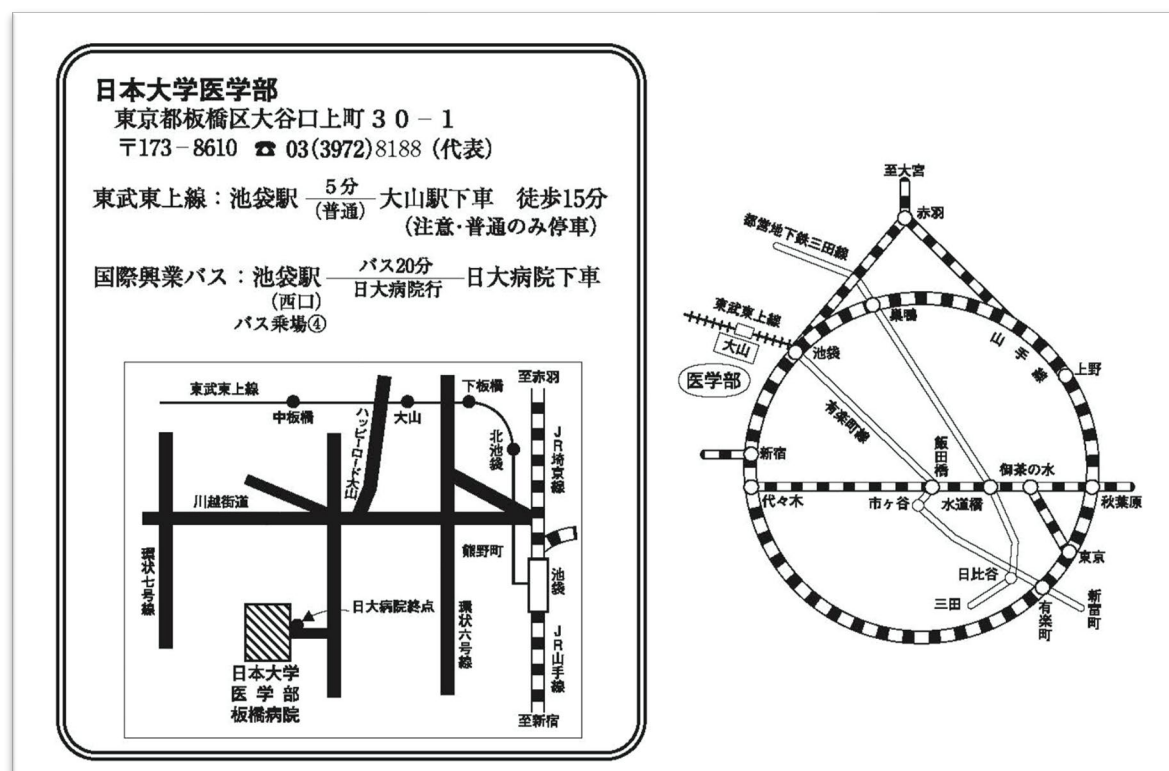 日本大学医学部
東京都板橋区大谷口上町30-1
〒173-8610 ☎ 03(3972)8188 (代表)
東武東上線:池袋駅 5分 (普通) 大山駅下車 徒歩15分
(注意・普通のみ停車)
国際興業バス:池袋駅 バス20分 日大病院行 日大病院下車
(西口)
バス乗場④
東武東上線
中板橋
ハッピーロード大山
大山
下板橋
北池袋
至赤羽
JR埼京線
川越街道
環状七号線
熊野町
池袋
日大病院終点
環状六号線
JR山手線
日本大学
医学部
板橋病院
至新宿
至大宮
赤羽
都営地下鉄三田線
東武東上線
大山
医学部
池袋
巣鴨
山手線
上野
有楽町線
新宿
飯田橋
御茶の水
代々木
市ヶ谷
水道橋
秋葉原
東京
日比谷
三田
有楽町
新富町